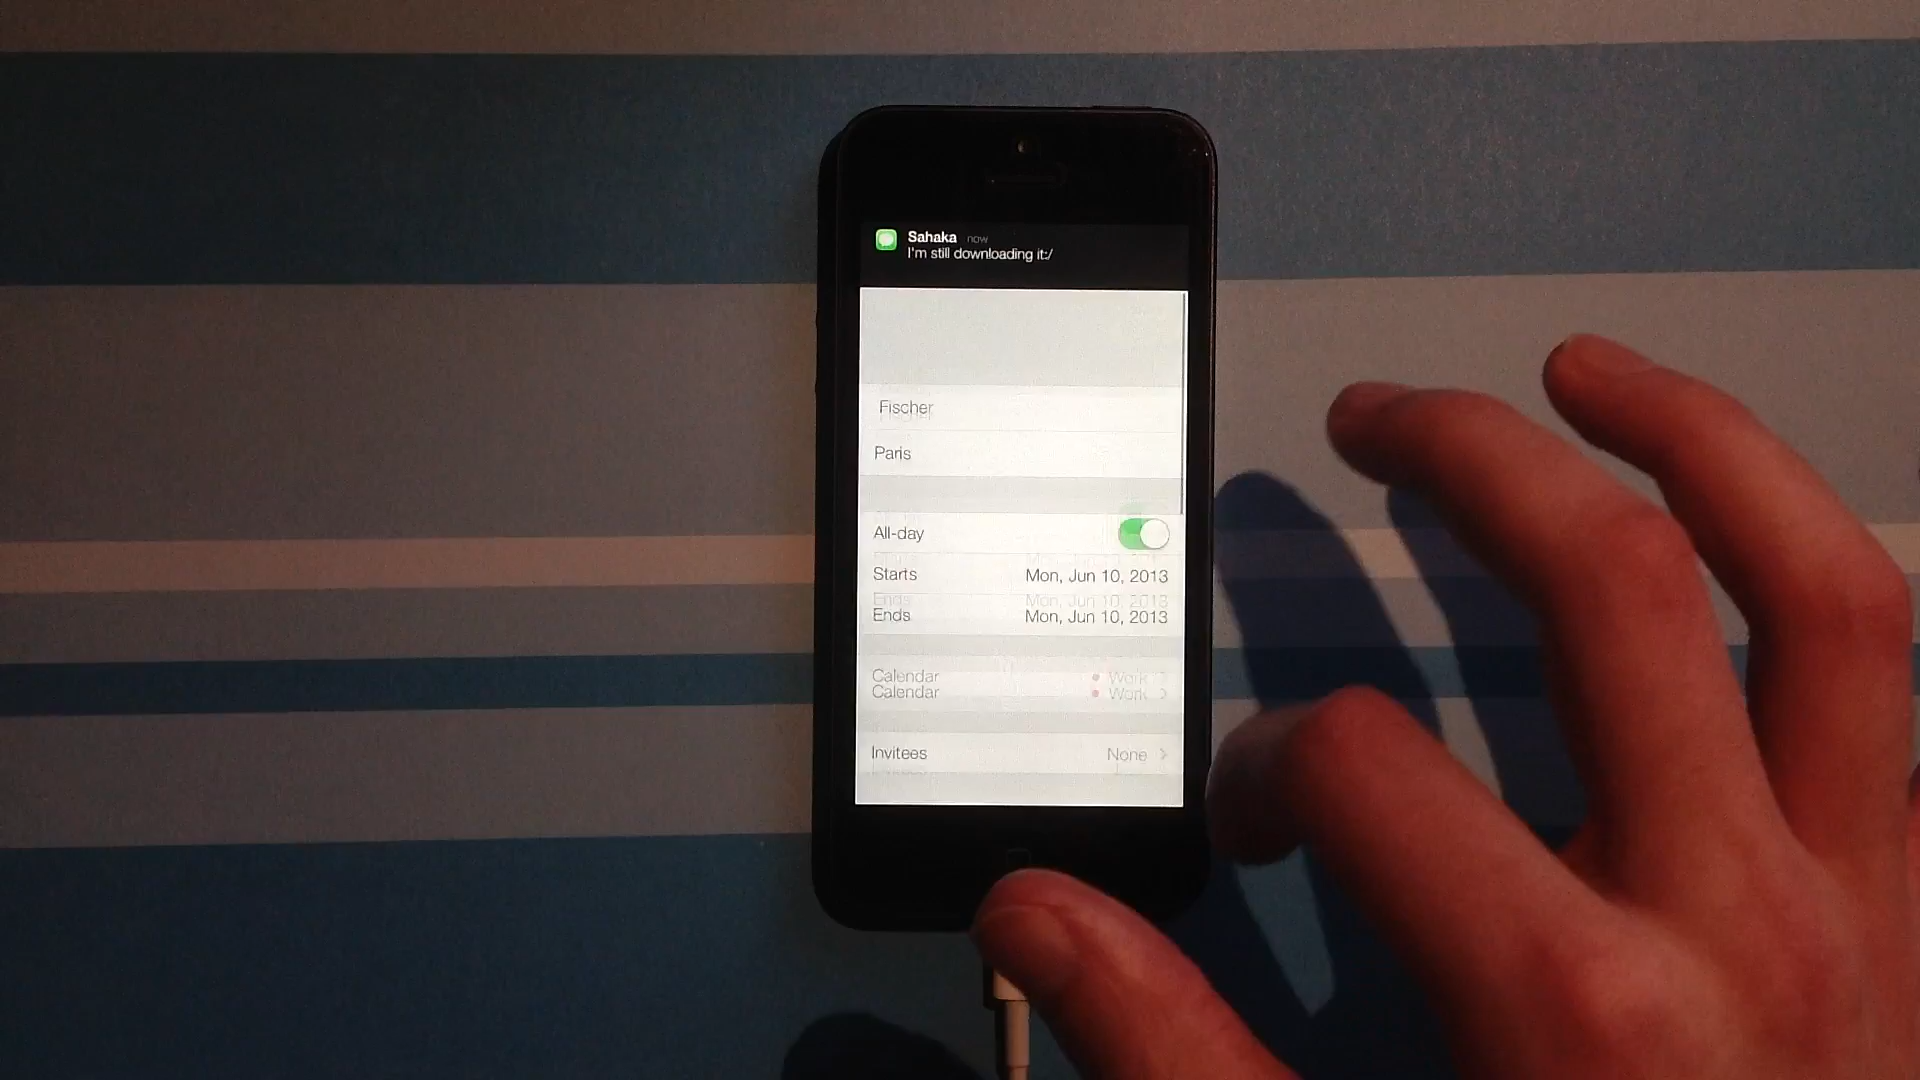 Sahaka now
I'm still downloading it:/
Fischer
Paris
All-day
Starts Mon, Jun 10, 2013
Ends Mon, Jun 10, 2013
Ends Mon, Jun 10, 2013
Calendar Work
Calendar Work
Invitees None